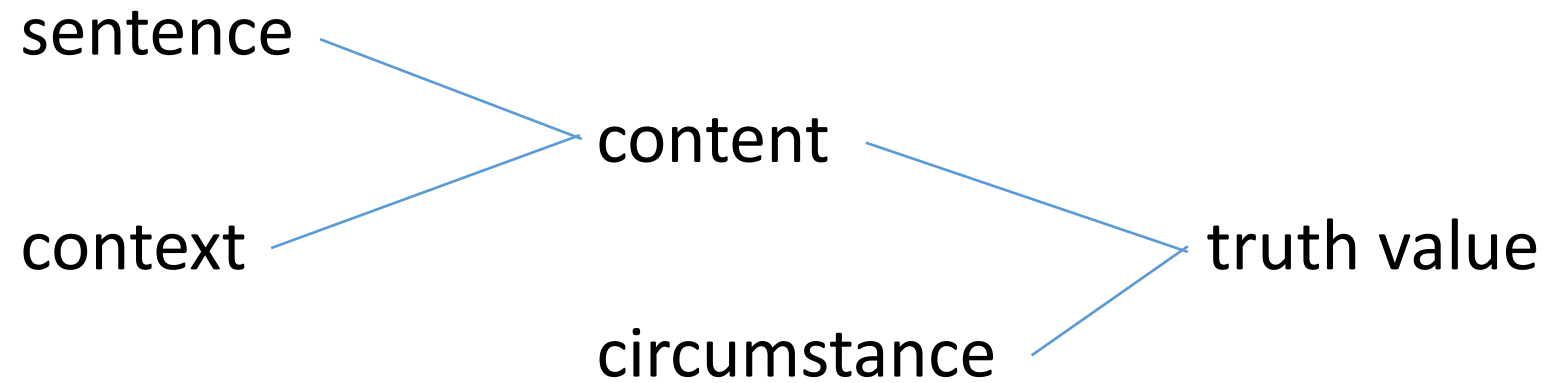 sentence
content
context
truth value
circumstance